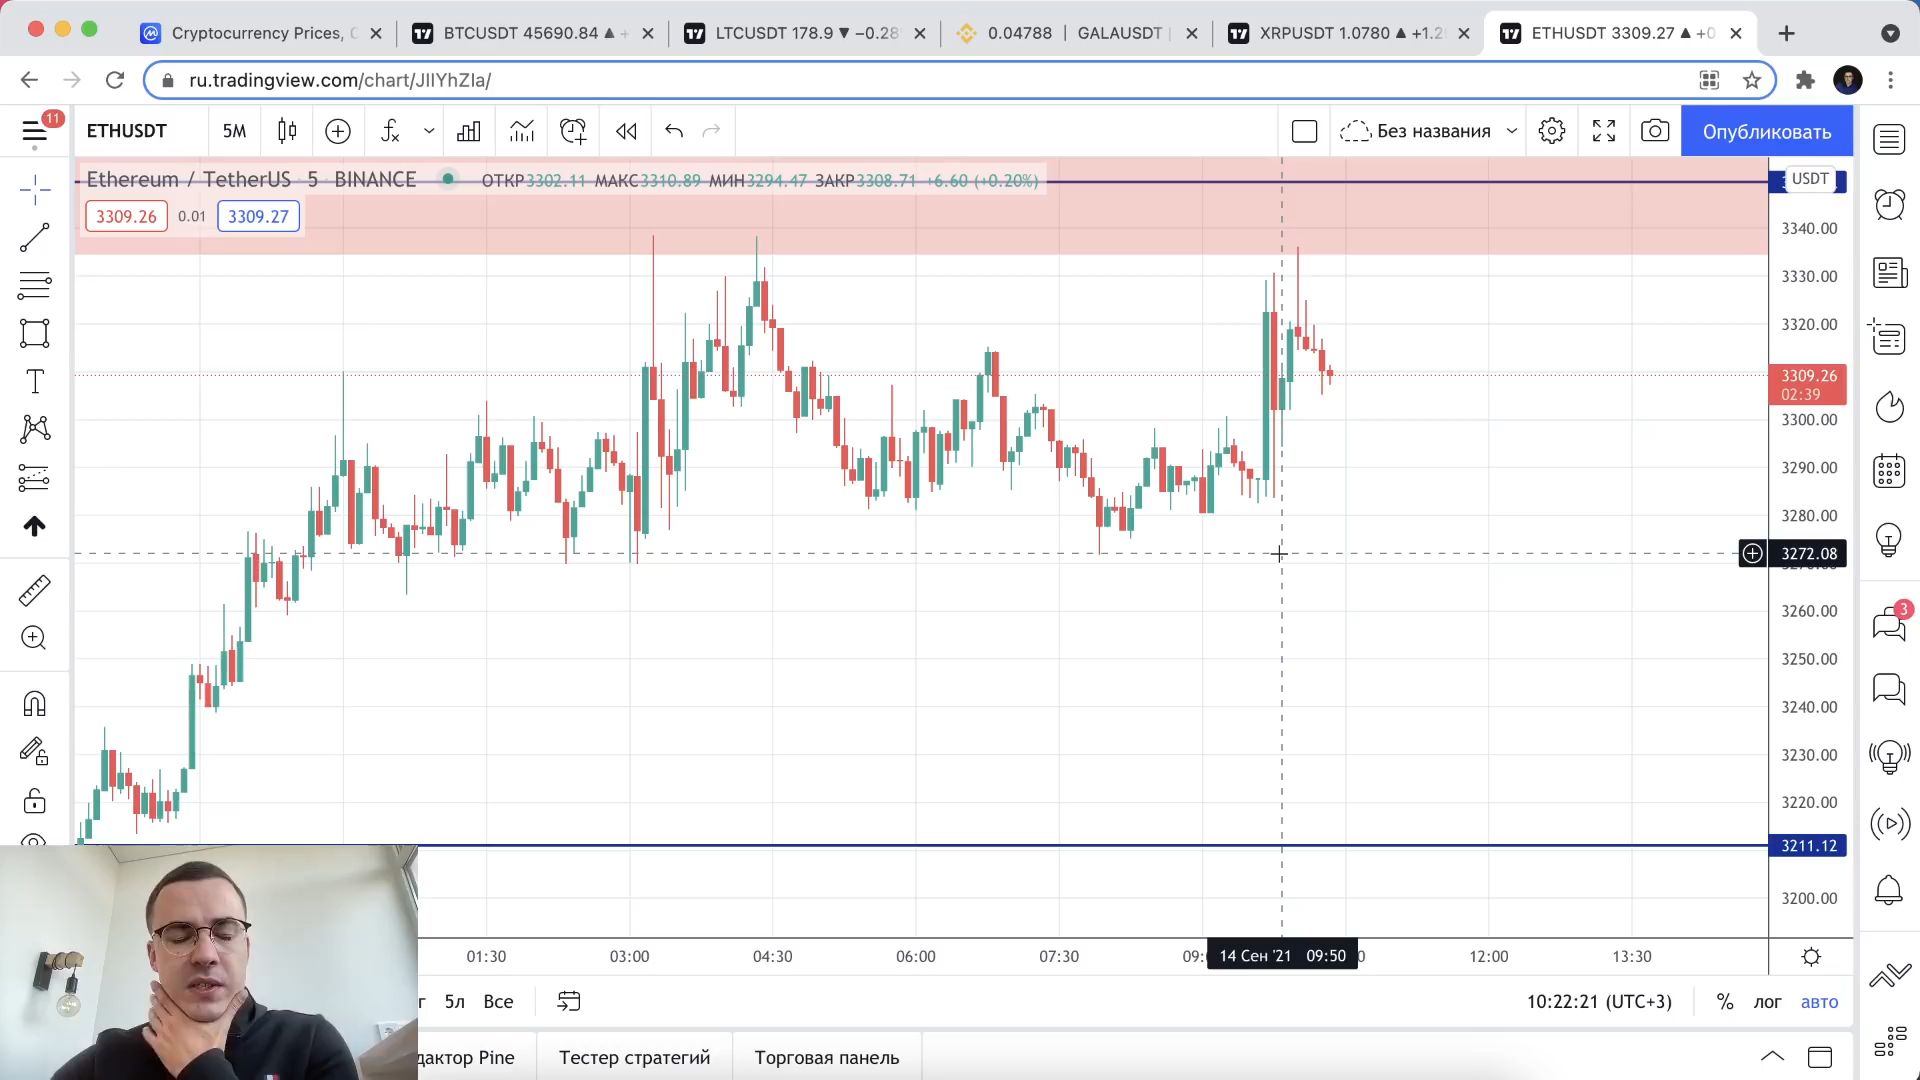 Cryptocurrency Prices, C
BTCUSDT 45690.84 ▲ +
LTCUSDT 178.9 ▼ −0.28
0.04788 | GALAUSDT |
XRPUSDT 1.0780 ▲ +1.2
ETHUSDT 3309.27 ▲ +0
ru.tradingview.com/chart/JIlYhZIa/
11
ETHUSDT
5М
Без названия
Опубликовать
Ethereum / TetherUS · 5 · BINANCE
ОТКР3302.11 МАКС3310.89 МИН3294.47 ЗАКР3308.71 +6.60 (+0.20%)
USDT
3309.26
0.01
3309.27
3340.00
3330.00
3320.00
3309.26
02:39
3300.00
3290.00
3280.00
3272.08
3260.00
3250.00
3240.00
3230.00
3220.00
3211.12
3200.00
3
01:30
03:00
04:30
06:00
07:30
14 Сен '21 09:50
12:00
13:30
5л
Все
10:22:21 (UTC+3)
%
лог
авто
дактор Pine
Тестер стратегий
Торговая панель